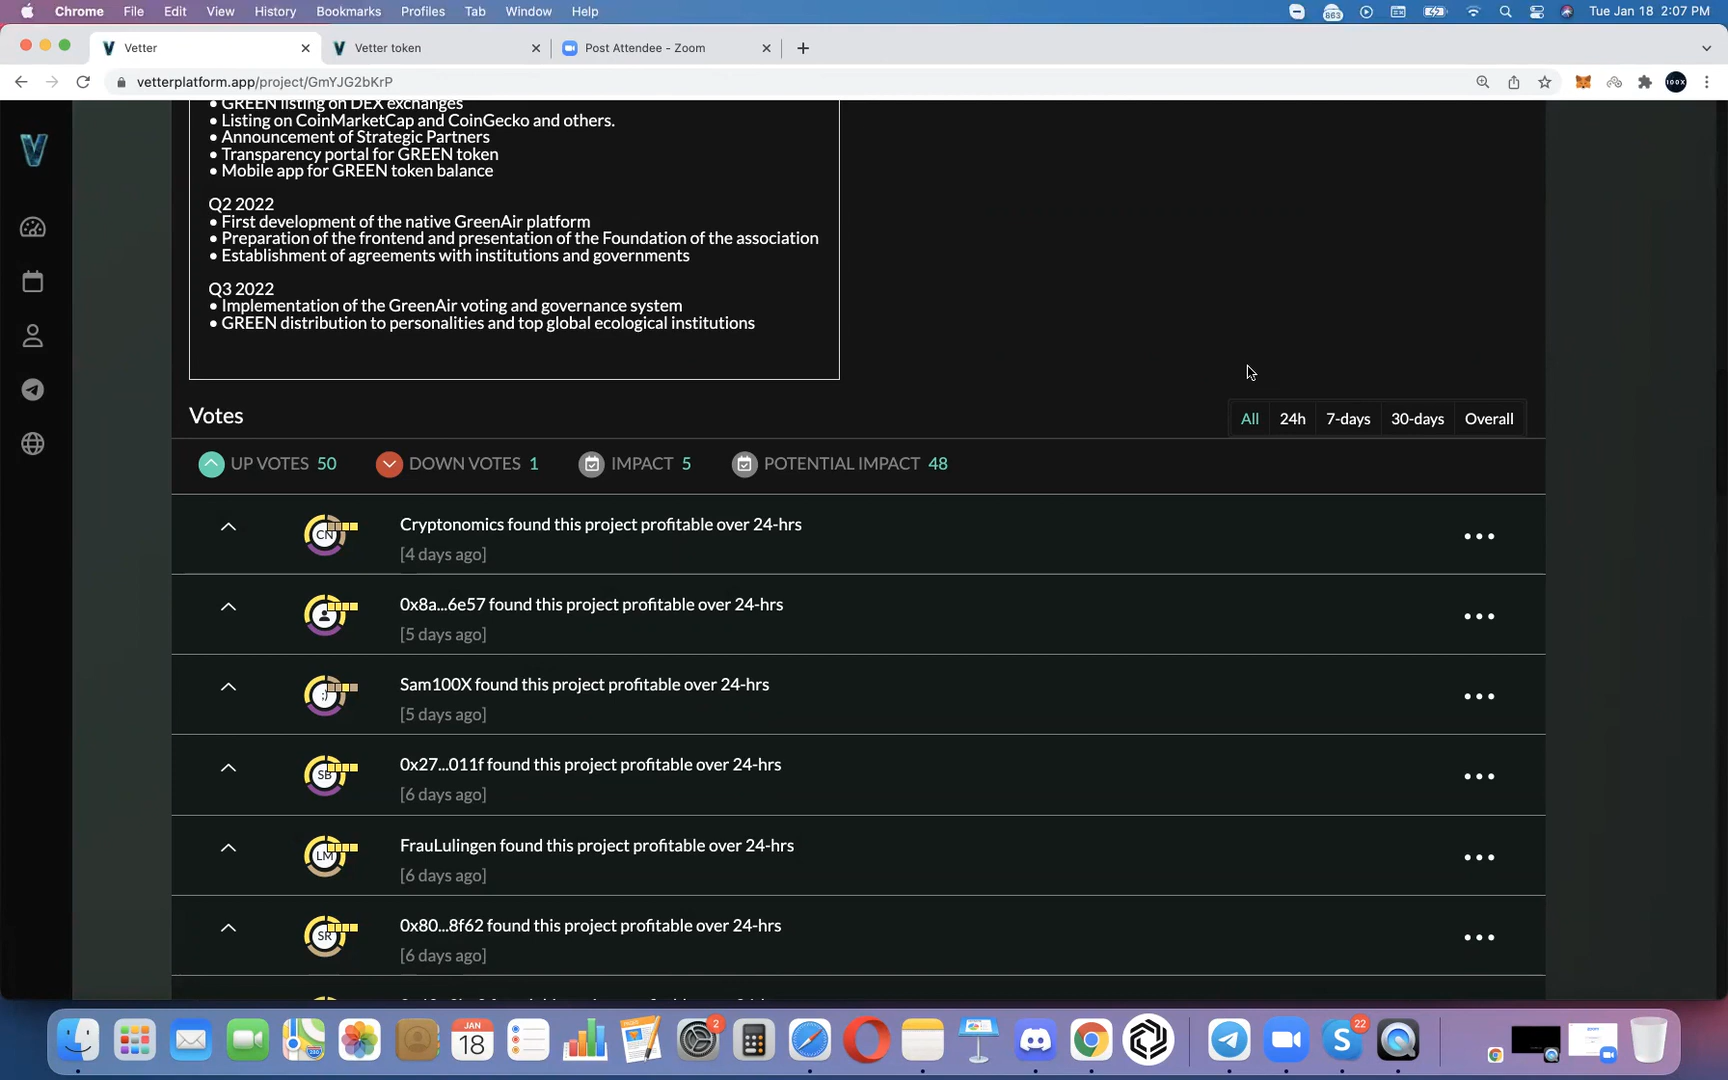 Chrome File Edit View History Bookmarks Profiles Tab Window Help 863 Tue Jan 18 2:07 PM
Vetter Vetter token Post Attendee - Zoom
vetterplatform.app/project/GmYJG2bKrP 100X
• GREEN listing on DEX exchanges
• Listing on CoinMarketCap and CoinGecko and others.
• Announcement of Strategic Partners
• Transparency portal for GREEN token
• Mobile app for GREEN token balance
Q2 2022
• First development of the native GreenAir platform
• Preparation of the frontend and presentation of the Foundation of the association
• Establishment of agreements with institutions and governments
Q3 2022
• Implementation of the GreenAir voting and governance system
• GREEN distribution to personalities and top global ecological institutions
Votes All 24h 7-days 30-days Overall
UP VOTES 50 DOWN VOTES 1 IMPACT 5 POTENTIAL IMPACT 48
CN Cryptonomics found this project profitable over 24-hrs
[4 days ago]
0x8a...6e57 found this project profitable over 24-hrs
[5 days ago]
;) Sam100X found this project profitable over 24-hrs
[5 days ago]
SB 0x27...011f found this project profitable over 24-hrs
[6 days ago]
LM FrauLulingen found this project profitable over 24-hrs
[6 days ago]
SR 0x80...8f62 found this project profitable over 24-hrs
[6 days ago]
JAN
18 2 22